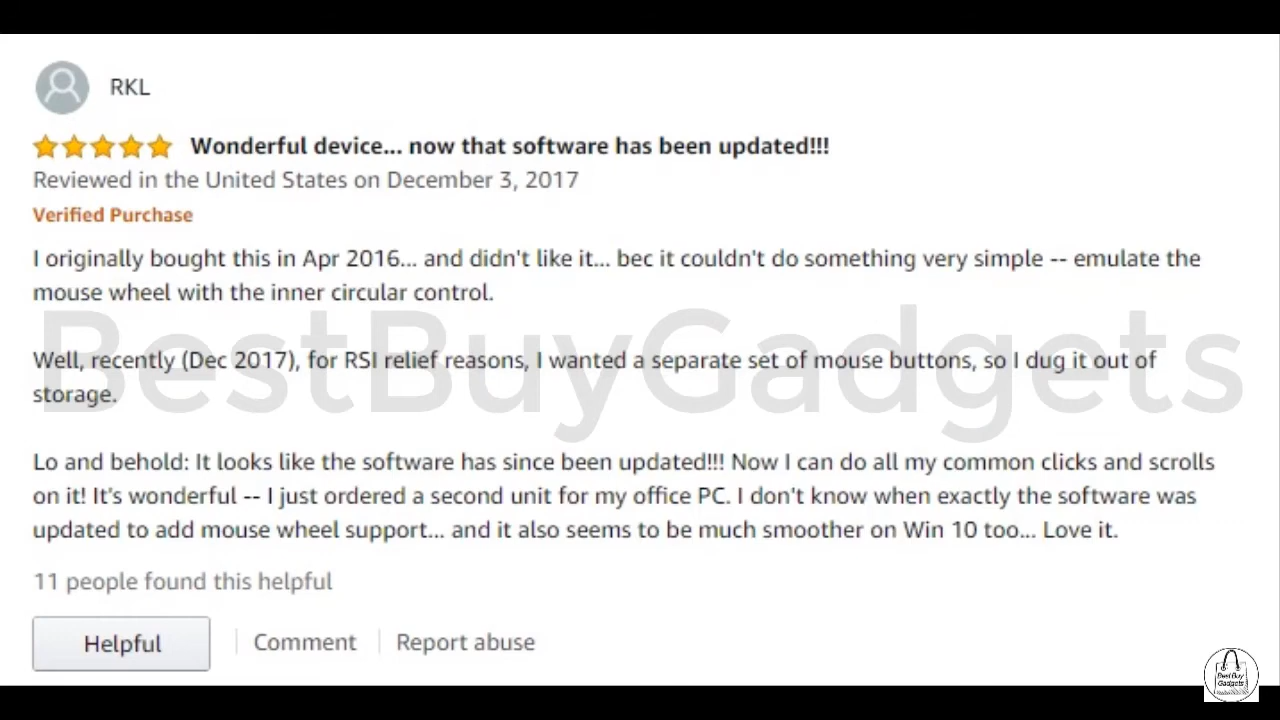 RKL
Wonderful device... now that software has been updated!!!
Reviewed in the United States on December 3, 2017
Verified Purchase
I originally bought this in Apr 2016... and didn't like it... bec it couldn't do something very simple -- emulate the
mouse wheel with the inner circular control.
BestBuyGadgets
Well, recently (Dec 2017), for RSI relief reasons, I wanted a separate set of mouse buttons, so I dug it out of
storage.
Lo and behold: It looks like the software has since been updated!!! Now I can do all my common clicks and scrolls
on it! It's wonderful -- I just ordered a second unit for my office PC. I don't know when exactly the software was
updated to add mouse wheel support... and it also seems to be much smoother on Win 10 too... Love it.
11 people found this helpful
Helpful
Comment
Report abuse
Best Buy
Gadgets